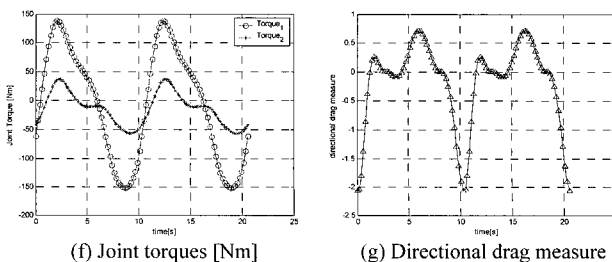 150
100
50
0
-50
-100
-150
-200
0 5 10 15 20 25
Joint Torque [Nm]
time[s]
Torque1
Torque2
(f) Joint torques [Nm]
1
0.5
0
-0.5
-1
-1.5
-2
-2.5
0 5 10 15 20
directional drag measure
time[s]
(g) Directional drag measure